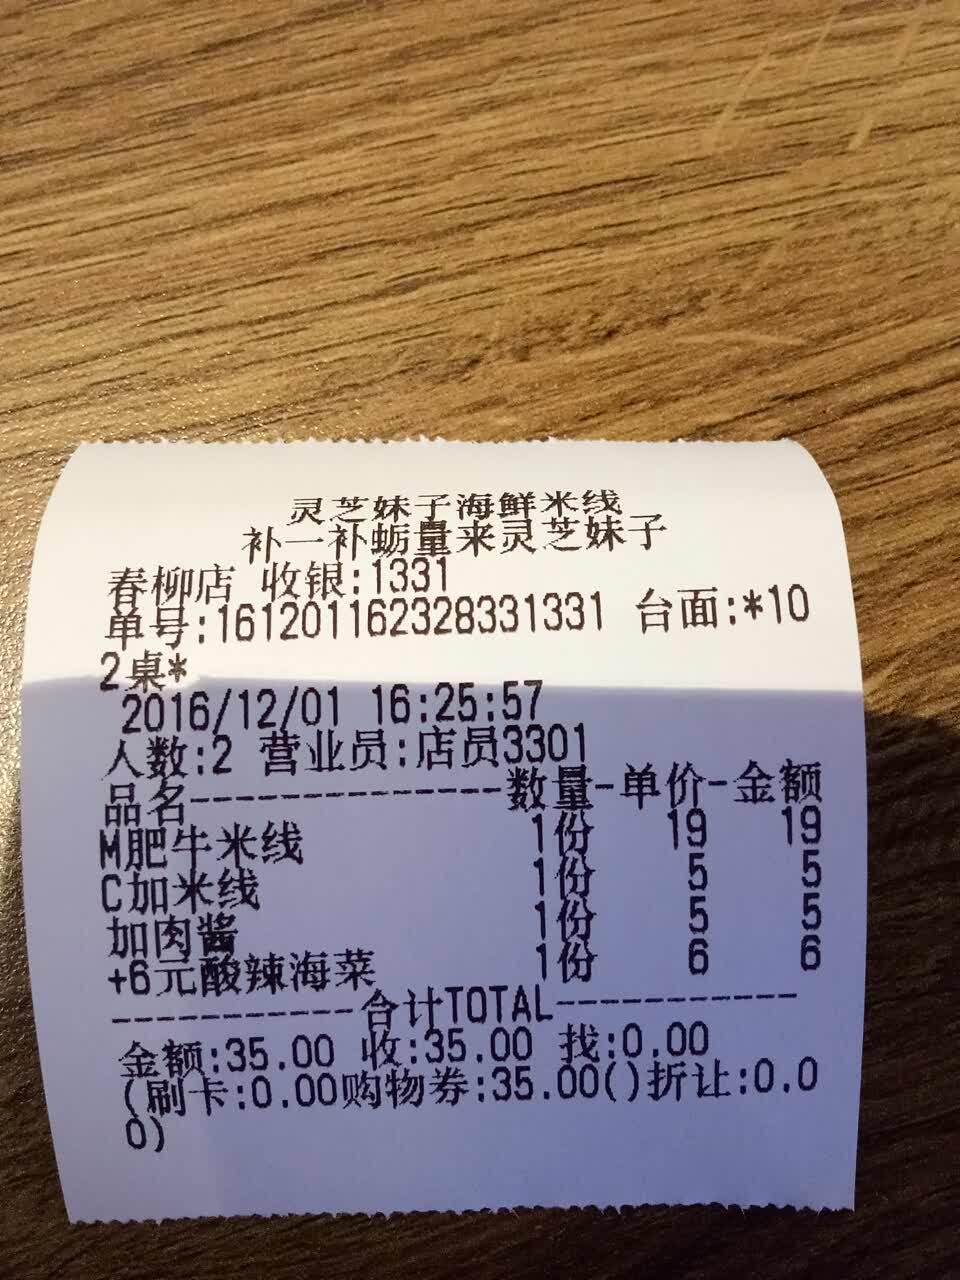 灵芝妹子海鲜米线
补一补蛎量来灵芝妹子
春柳店 收银:1331
单号:161201162328331331 台面:*10
2桌*
2016/12/01 16:25:57
人数:2 营业员:店员3301
品名--------------数量-单价-金额
M肥牛米线 1份 19 19
C加米线 1份 5 5
加肉酱 1份 5 5
+6元酸辣海菜 1份 6 6
-----------合计TOTAL-----------
金额:35.00 收:35.00 找:0.00
(刷卡:0.00购物券:35.00()折让:0.0
0)